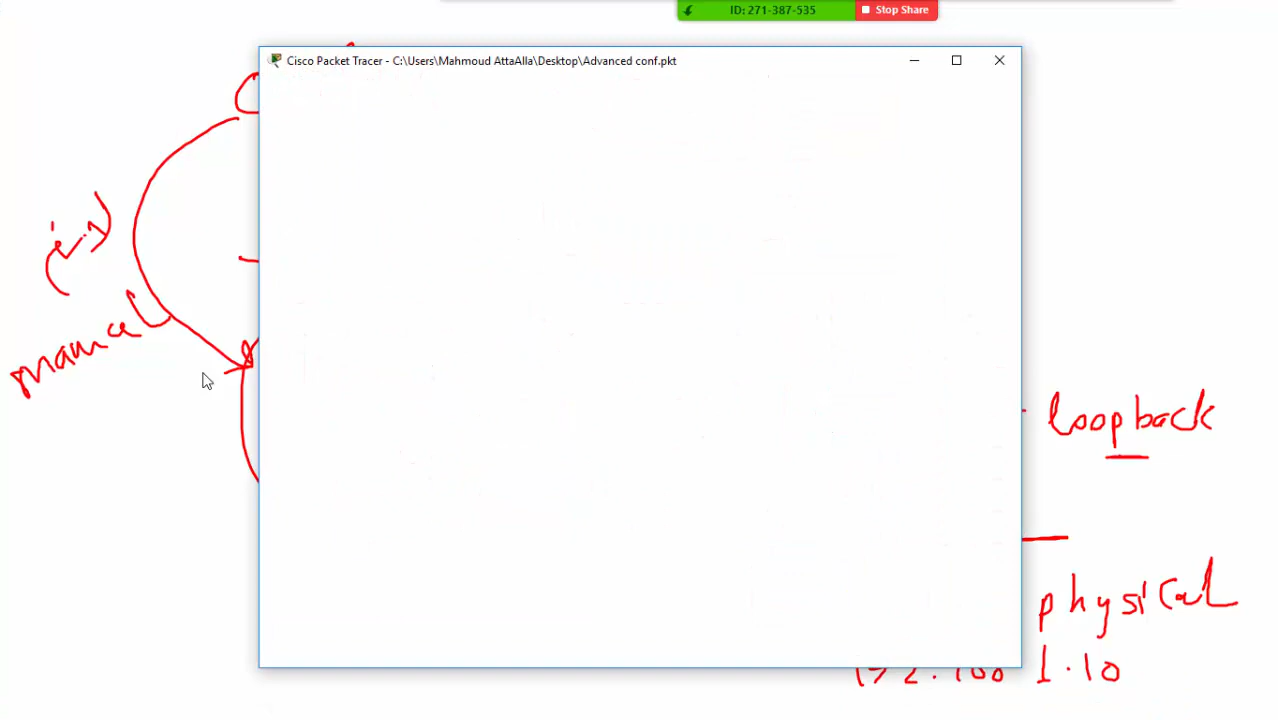 ID: 271-387-535
Stop Share
Cisco Packet Tracer - C:\Users\Mahmoud AttaAlla\Desktop\Advanced conf.pkt
manual
loopback
physical
192.168 1.10